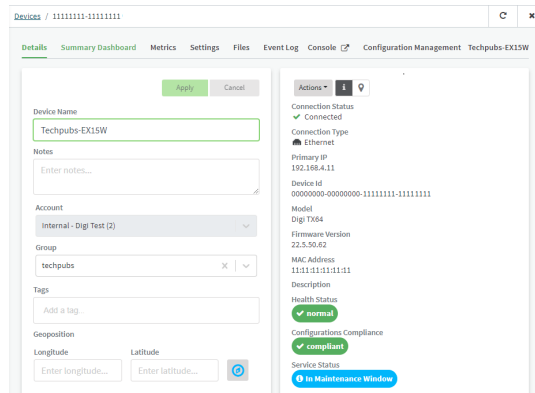 Devices / 11111111-11111111
Details Summary Dashboard Metrics Settings Files Event Log Console Configuration Management Techpubs-EX15W
Apply Cancel
Device Name
Techpubs-EX15W
Notes
Enter notes...
Account
Internal - Digi Test (2)
Group
techpubs
Tags
Add a tag..
Geoposition
Longitude Latitude
Enter longitude... Enter latitude...
Actions
Connection Status
Connected
Connection Type
Ethernet
Primary IP
192.168.4.11
Device Id
00000000-00000000-11111111-11111111
Model
Digi TX64
Firmware Version
22.5.50.62
MAC Address
11:11:11:11:11:11
Description
Health Status
normal
Configurations Compliance
compliant
Service Status
In Maintenance Window